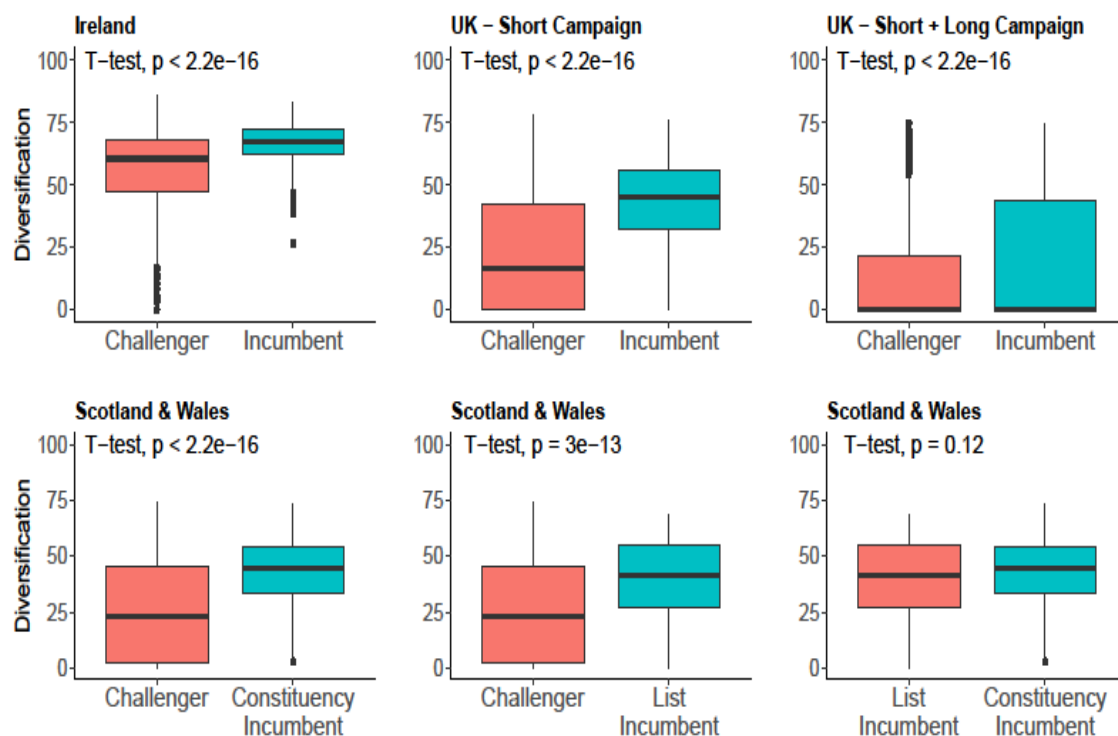 Ireland
T−test, p < 2.2e−16
100
75
50
25
0
Diversification
Challenger
Incumbent
UK − Short Campaign
T−test, p < 2.2e−16
100
75
50
25
0
Challenger
Incumbent
UK − Short + Long Campaign
T−test, p < 2.2e−16
100
75
50
25
0
Challenger
Incumbent
Scotland & Wales
T−test, p < 2.2e−16
100
75
50
25
0
Diversification
Challenger
Constituency
Incumbent
Scotland & Wales
T−test, p = 3e−13
100
75
50
25
0
Challenger
List
Incumbent
Scotland & Wales
T−test, p = 0.12
100
75
50
25
0
List
Incumbent
Constituency
Incumbent